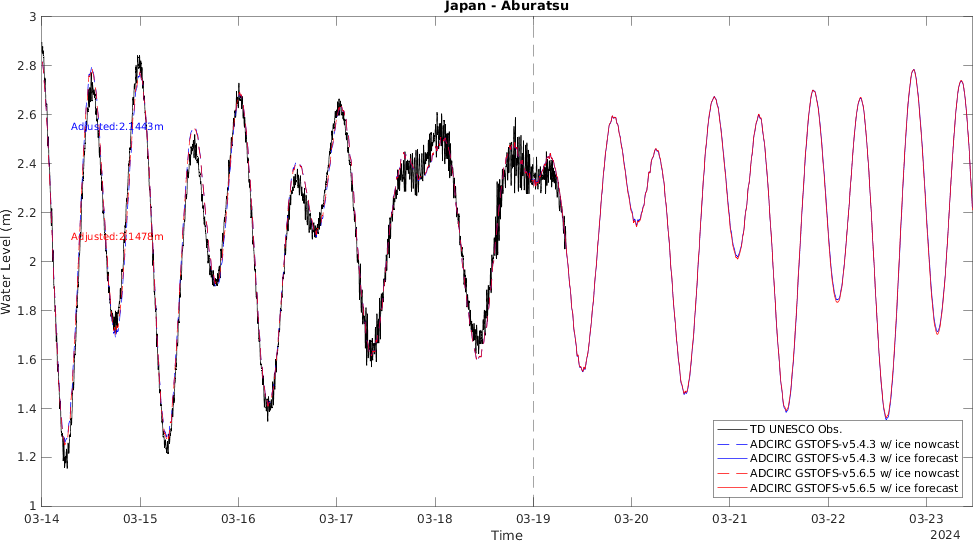 Japan - Aburatsu
3
2.8
2.6
2.4
2.2
2
1.8
1.6
1.4
1.2
1
Water Level (m)
Adjusted:2.1443m
Adjusted:2.1478m
TD UNESCO Obs.
ADCIRC GSTOFS-v5.4.3 w/ ice nowcast
ADCIRC GSTOFS-v5.4.3 w/ ice forecast
ADCIRC GSTOFS-v5.6.5 w/ ice nowcast
ADCIRC GSTOFS-v5.6.5 w/ ice forecast
03-14 03-15 03-16 03-17 03-18 03-19 03-20 03-21 03-22 03-23
Time
2024